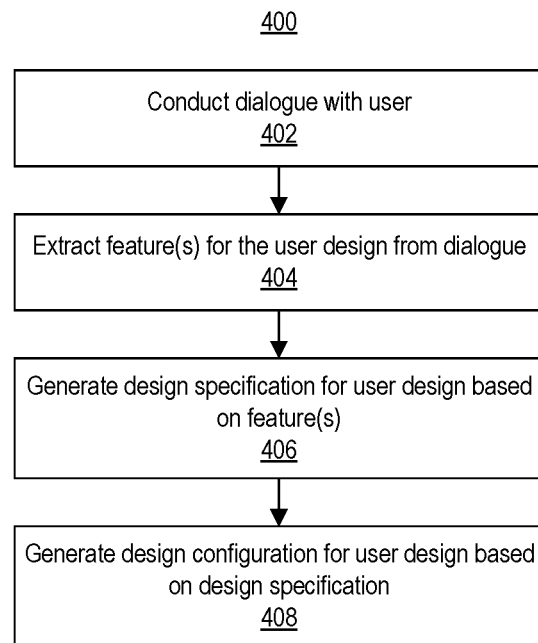 400
Conduct dialogue with user
402
Extract feature(s) for the user design from dialogue
404
Generate design specification for user design based
on feature(s)
406
Generate design configuration for user design based
on design specification
408